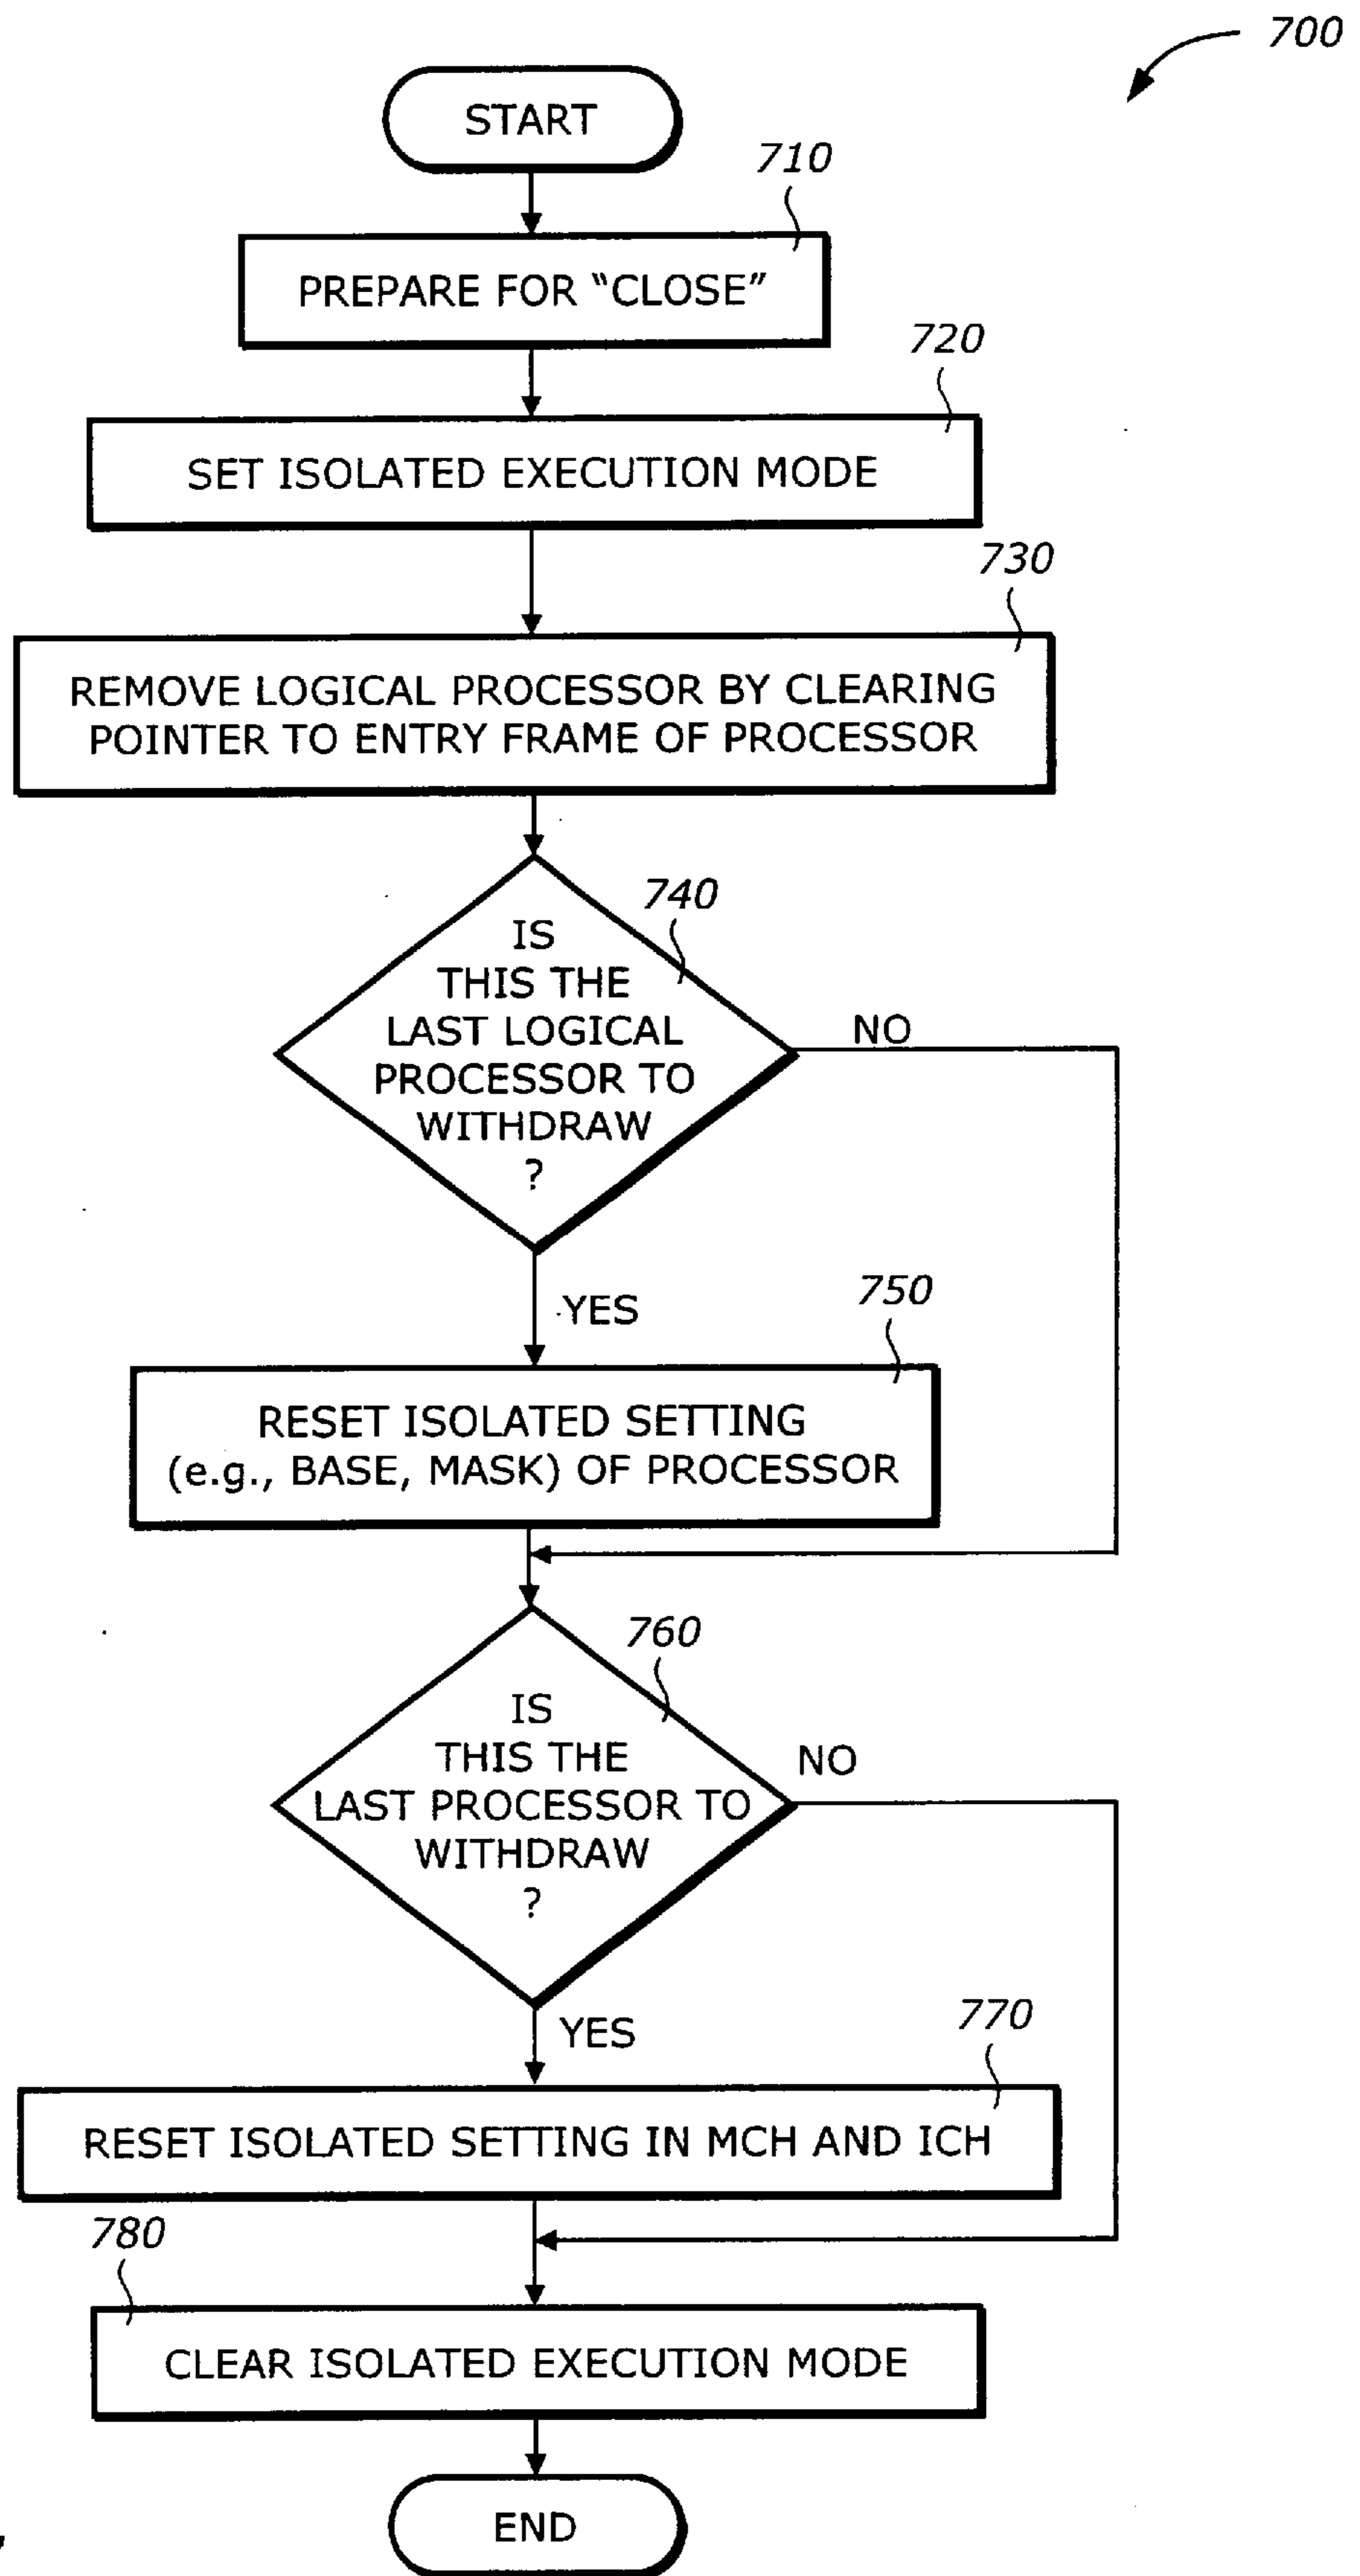 700
START
710
PREPARE FOR “CLOSE”
720
SET ISOLATED EXECUTION MODE
730
REMOVE LOGICAL PROCESSOR BY CLEARING
POINTER TO ENTRY FRAME OF PROCESSOR
740
IS
THIS THE
LAST LOGICAL
PROCESSOR TO
WITHDRAW
?
NO
YES
750
RESET ISOLATED SETTING
(e.g., BASE, MASK) OF PROCESSOR
760
IS
THIS THE
LAST PROCESSOR TO
WITHDRAW
?
NO
YES
770
RESET ISOLATED SETTING IN MCH AND ICH
780
CLEAR ISOLATED EXECUTION MODE
END